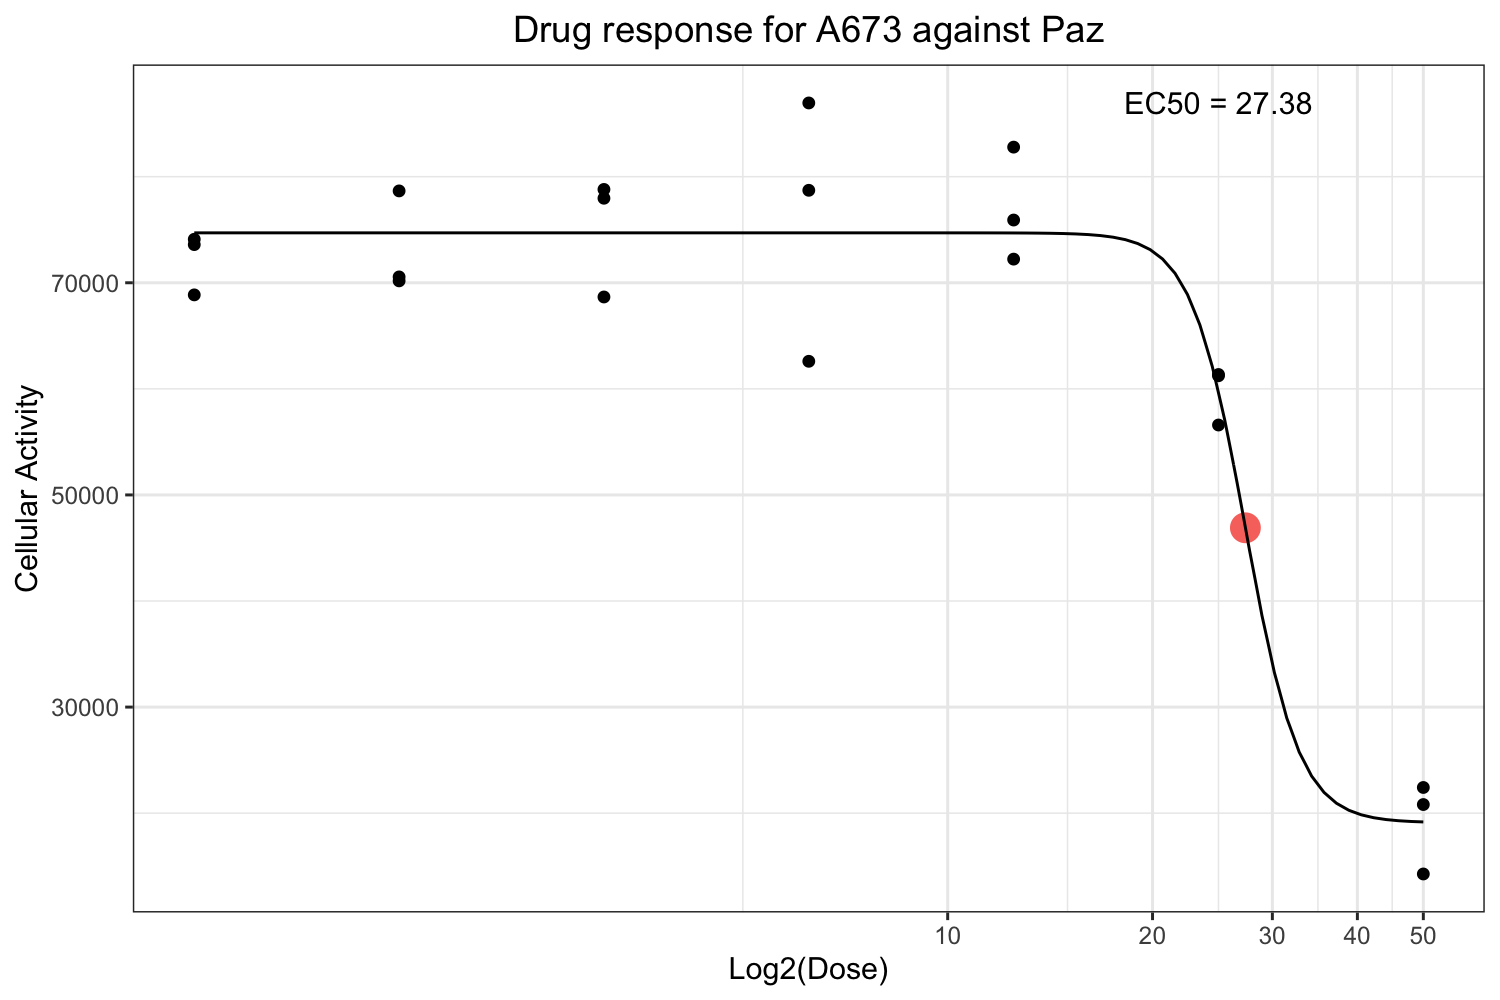 Drug response for A673 against Paz
EC50 = 27.38
Cellular Activity
70000
50000
30000
10
20
30
40
50
Log2(Dose)